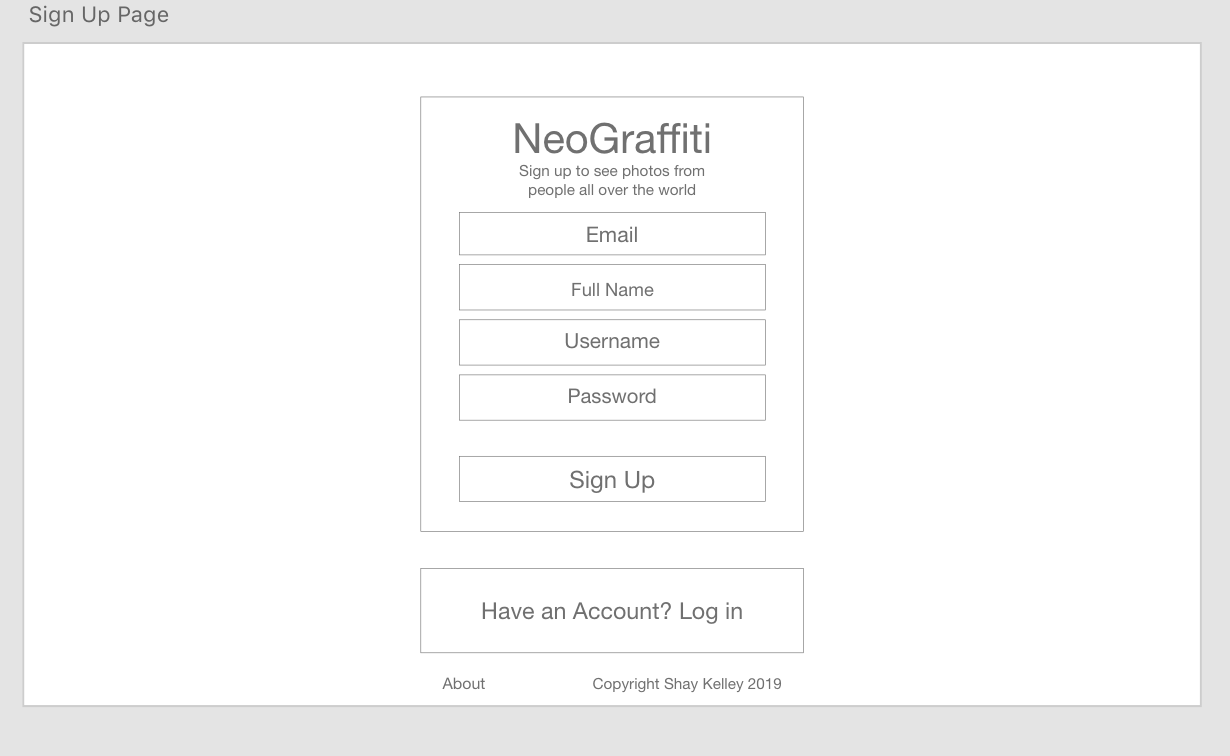 Sign Up Page
NeoGraffiti
Sign up to see photos from
people all over the world
Email
Full Name
Username
Password
Sign Up
Have an Account? Log in
About
Copyright Shay Kelley 2019